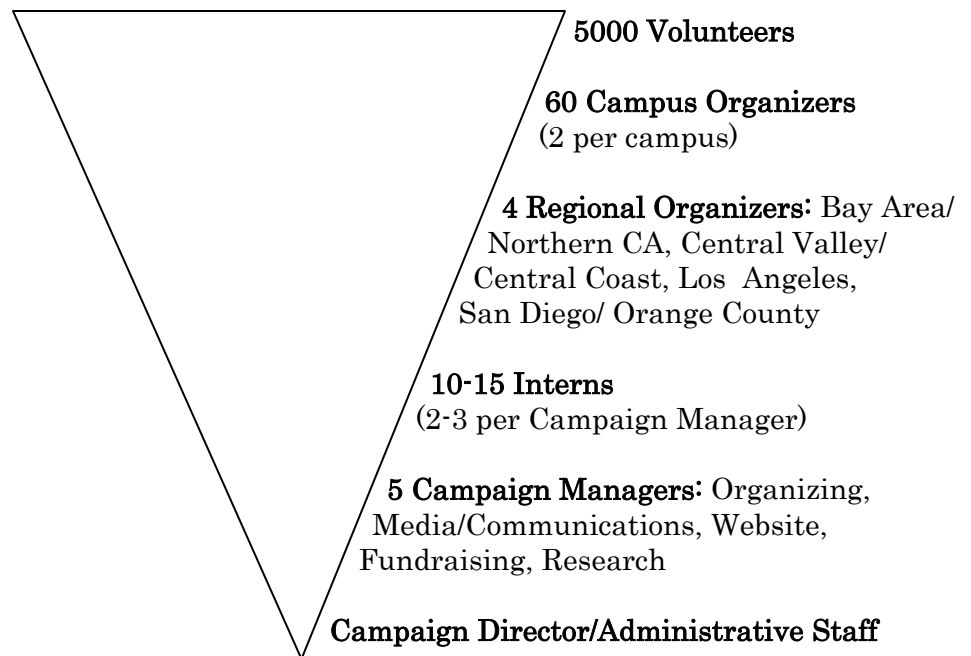 5000 Volunteers
60 Campus Organizers
(2 per campus)
4 Regional Organizers: Bay Area/
Northern CA, Central Valley/
Central Coast, Los Angeles,
San Diego/ Orange County
10-15 Interns
(2-3 per Campaign Manager)
5 Campaign Managers: Organizing,
Media/Communications, Website,
Fundraising, Research
Campaign Director/Administrative Staff